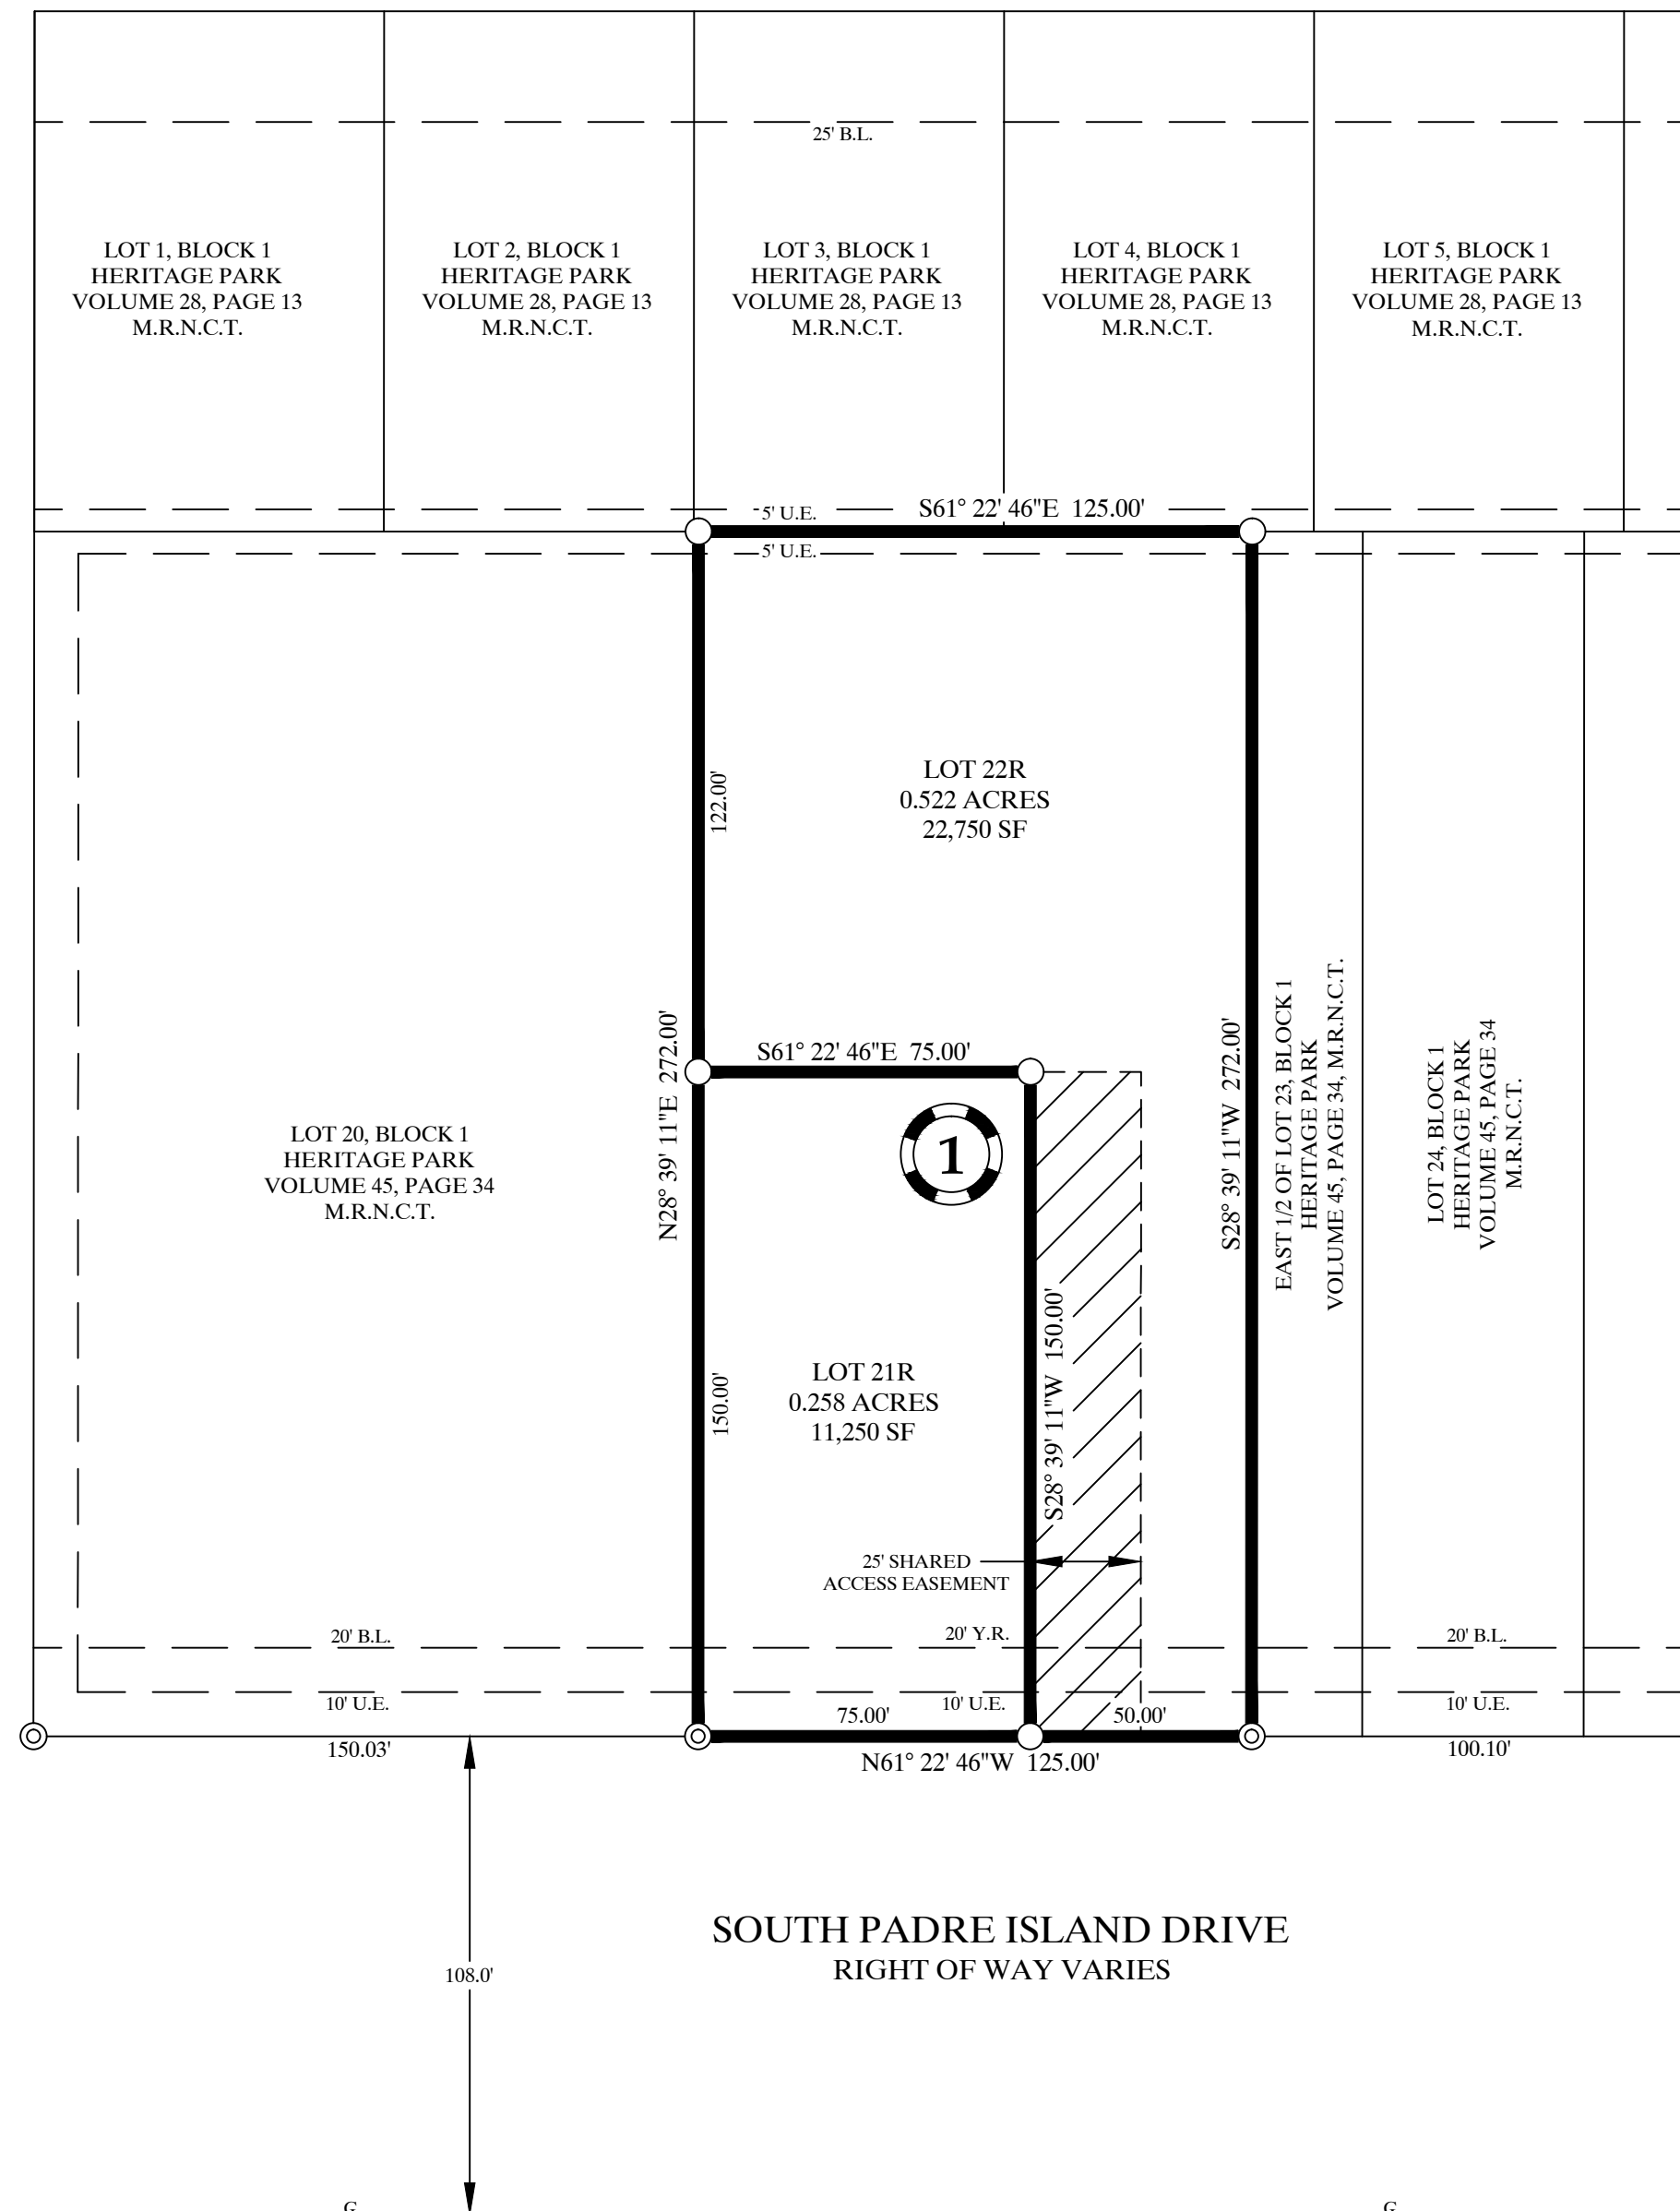 25' B.L.
LOT 1, BLOCK 1
HERITAGE PARK
VOLUME 28, PAGE 13
M.R.N.C.T.
LOT 2, BLOCK 1
HERITAGE PARK
VOLUME 28, PAGE 13
M.R.N.C.T.
LOT 3, BLOCK 1
HERITAGE PARK
VOLUME 28, PAGE 13
M.R.N.C.T.
LOT 4, BLOCK 1
HERITAGE PARK
VOLUME 28, PAGE 13
M.R.N.C.T.
LOT 5, BLOCK 1
HERITAGE PARK
VOLUME 28, PAGE 13
M.R.N.C.T.
5' U.E.
S61° 22' 46"E 125.00'
5' U.E.
122.00'
LOT 22R
0.522 ACRES
22,750 SF
N28° 39' 11"E 272.00'
S61° 22' 46"E 75.00'
S28° 39' 11"W 272.00'
EAST 1/2 OF LOT 23, BLOCK 1
HERITAGE PARK
VOLUME 45, PAGE 34, M.R.N.C.T.
LOT 24, BLOCK 1
HERITAGE PARK
VOLUME 45, PAGE 34
M.R.N.C.T.
LOT 20, BLOCK 1
HERITAGE PARK
VOLUME 45, PAGE 34
M.R.N.C.T.
1
150.00'
LOT 21R
0.258 ACRES
11,250 SF
S28° 39' 11"W 150.00'
25' SHARED
ACCESS EASEMENT
20' B.L.
20' Y.R.
20' B.L.
10' U.E.
10' U.E.
10' U.E.
75.00'
50.00'
150.03'
N61° 22' 46"W 125.00'
100.10'
SOUTH PADRE ISLAND DRIVE
RIGHT OF WAY VARIES
108.0'
G
G